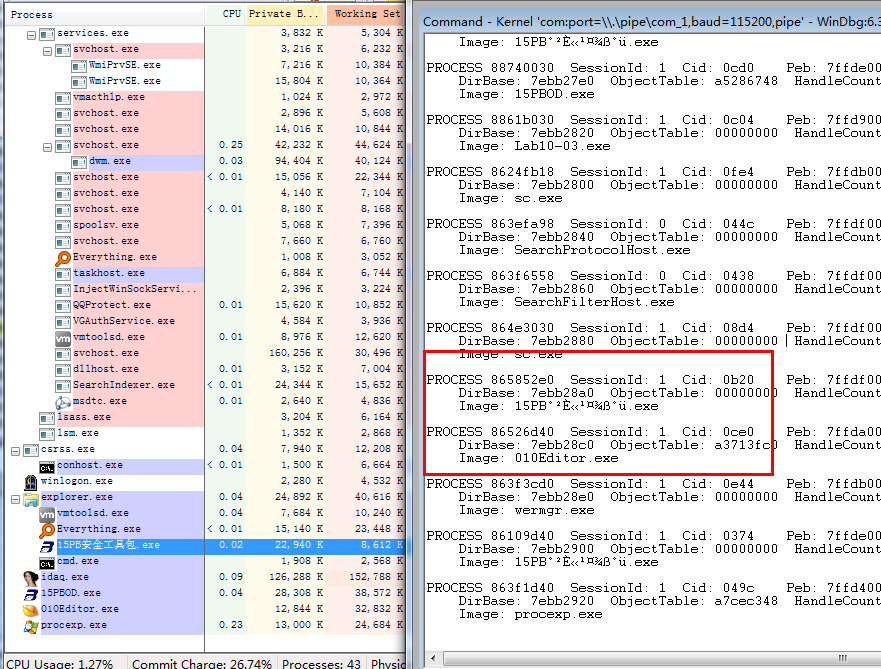 Process CPU Private B... Working Set
services.exe 3,832 K 5,304 K
svchost.exe 3,216 K 6,232 K
WmiPrvSE.exe 7,216 K 10,384 K
WmiPrvSE.exe 15,804 K 10,364 K
vmacthlp.exe 1,024 K 2,972 K
svchost.exe 2,896 K 5,608 K
svchost.exe 14,016 K 10,844 K
svchost.exe 0.25 42,232 K 44,624 K
dwm.exe 0.03 94,404 K 40,124 K
svchost.exe < 0.01 15,056 K 22,344 K
svchost.exe 4,140 K 7,104 K
svchost.exe < 0.01 8,180 K 8,168 K
spoolsv.exe 5,068 K 7,396 K
svchost.exe 7,660 K 6,760 K
Everything.exe 1,008 K 3,052 K
taskhost.exe 6,884 K 6,744 K
InjectWinSockServi... 2,396 K 3,224 K
QQProtect.exe 0.01 15,620 K 10,852 K
VGAuthService.exe 4,584 K 3,936 K
vmtoolsd.exe 0.01 8,976 K 12,620 K
svchost.exe 160,256 K 30,496 K
dllhost.exe 0.01 3,152 K 7,004 K
SearchIndexer.exe < 0.01 24,344 K 15,652 K
msdtc.exe 0.01 2,640 K 4,836 K
lsass.exe 3,204 K 6,164 K
lsm.exe 1,352 K 2,868 K
csrss.exe 0.04 7,940 K 12,208 K
conhost.exe < 0.01 1,500 K 6,664 K
winlogon.exe 2,280 K 4,532 K
explorer.exe 0.04 24,892 K 40,616 K
vmtoolsd.exe 0.04 7,684 K 10,240 K
Everything.exe < 0.01 15,140 K 23,448 K
15PB安全工具包.exe 0.02 22,940 K 8,612 K
cmd.exe 1,908 K 2,568 K
idaq.exe 0.09 126,288 K 152,788 K
15PBOD.exe 0.04 28,308 K 38,572 K
010Editor.exe 12,844 K 32,832 K
procexp.exe 0.23 13,000 K 24,684 K
CPU Usage: 1.27% Commit Charge: 26.74% Processes: 43 Physic
Command - Kernel 'com:port=\\.\pipe\com_1,baud=115200,pipe' - WinDbg:6.3
Image: 15PB°²È«¹¤¾ß°ü.exe
PROCESS 88740030 SessionId: 1 Cid: 0cd0 Peb: 7ffde00
DirBase: 7ebb27e0 ObjectTable: a5286748 HandleCount
Image: 15PBOD.exe
PROCESS 8861b030 SessionId: 1 Cid: 0c04 Peb: 7ffd900
DirBase: 7ebb2820 ObjectTable: 00000000 HandleCount
Image: Lab10-03.exe
PROCESS 8624fb18 SessionId: 1 Cid: 0fe4 Peb: 7ffdb00
DirBase: 7ebb2800 ObjectTable: 00000000 HandleCount
Image: sc.exe
PROCESS 863efa98 SessionId: 0 Cid: 044c Peb: 7ffdf00
DirBase: 7ebb2840 ObjectTable: 00000000 HandleCount
Image: SearchProtocolHost.exe
PROCESS 863f6558 SessionId: 0 Cid: 0438 Peb: 7ffdf00
DirBase: 7ebb2860 ObjectTable: 00000000 HandleCount
Image: SearchFilterHost.exe
PROCESS 864e3030 SessionId: 1 Cid: 08d4 Peb: 7ffdf00
DirBase: 7ebb2880 ObjectTable: 00000000 HandleCount
Image: sc.exe
PROCESS 865852e0 SessionId: 1 Cid: 0b20 Peb: 7ffdf00
DirBase: 7ebb28a0 ObjectTable: 00000000 HandleCount
Image: 15PB°²È«¹¤¾ß°ü.exe
PROCESS 86526d40 SessionId: 1 Cid: 0ce0 Peb: 7ffda00
DirBase: 7ebb28c0 ObjectTable: a3713fc0 HandleCount
Image: 010Editor.exe
PROCESS 863f3cd0 SessionId: 1 Cid: 0e44 Peb: 7ffdb00
DirBase: 7ebb28e0 ObjectTable: 00000000 HandleCount
Image: wermgr.exe
PROCESS 86109d40 SessionId: 1 Cid: 0374 Peb: 7ffde00
DirBase: 7ebb2900 ObjectTable: 00000000 HandleCount
Image: 15PB°²È«¹¤¾ß°ü.exe
PROCESS 863f1d40 SessionId: 1 Cid: 049c Peb: 7ffd400
DirBase: 7ebb2920 ObjectTable: a7cec348 HandleCount
Image: procexp.exe